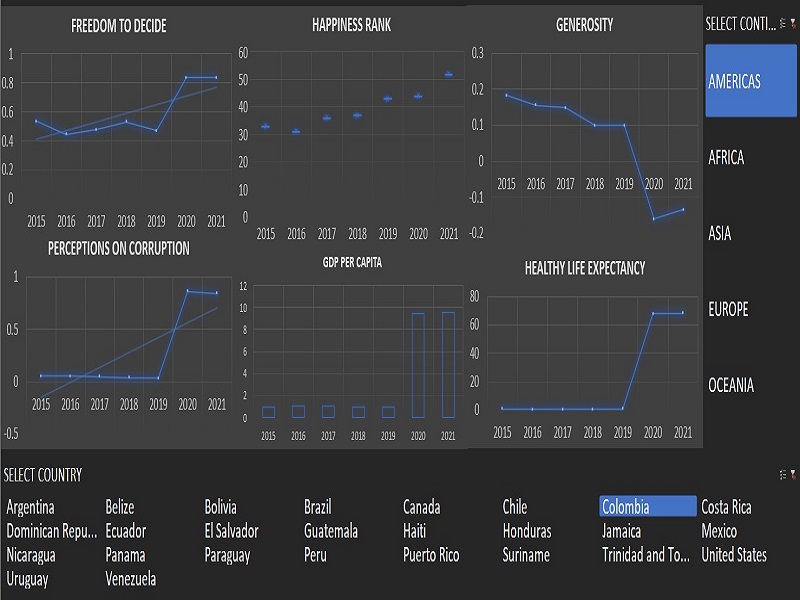 FREEDOM TO DECIDE
1
0.8
0.6
0.4
0.2
0
2015 2016 2017 2018 2019 2020 2021
HAPPINESS RANK
60
50
40
30
20
10
0
2015 2016 2017 2018 2019 2020 2021
GENEROSITY
0.3
0.2
0.1
0
-0.1
-0.2
2015 2016 2017 2018 2019 2020 2021
PERCEPTIONS ON CORRUPTION
1
0.5
0
-0.5
2015 2016 2017 2018 2019 2020 2021
GDP PER CAPITA
12
10
8
6
4
2
0
2015 2016 2017 2018 2019 2020 2021
HEALTHY LIFE EXPECTANCY
80
60
40
20
0
2015 2016 2017 2018 2019 2020 2021
SELECT CONTI...
AMERICAS
AFRICA
ASIA
EUROPE
OCEANIA
SELECT COUNTRY
Argentina Belize Bolivia Brazil Canada Chile Colombia Costa Rica
Dominican Repu... Ecuador El Salvador Guatemala Haiti Honduras Jamaica Mexico
Nicaragua Panama Paraguay Peru Puerto Rico Suriname Trinidad and To... United States
Uruguay Venezuela